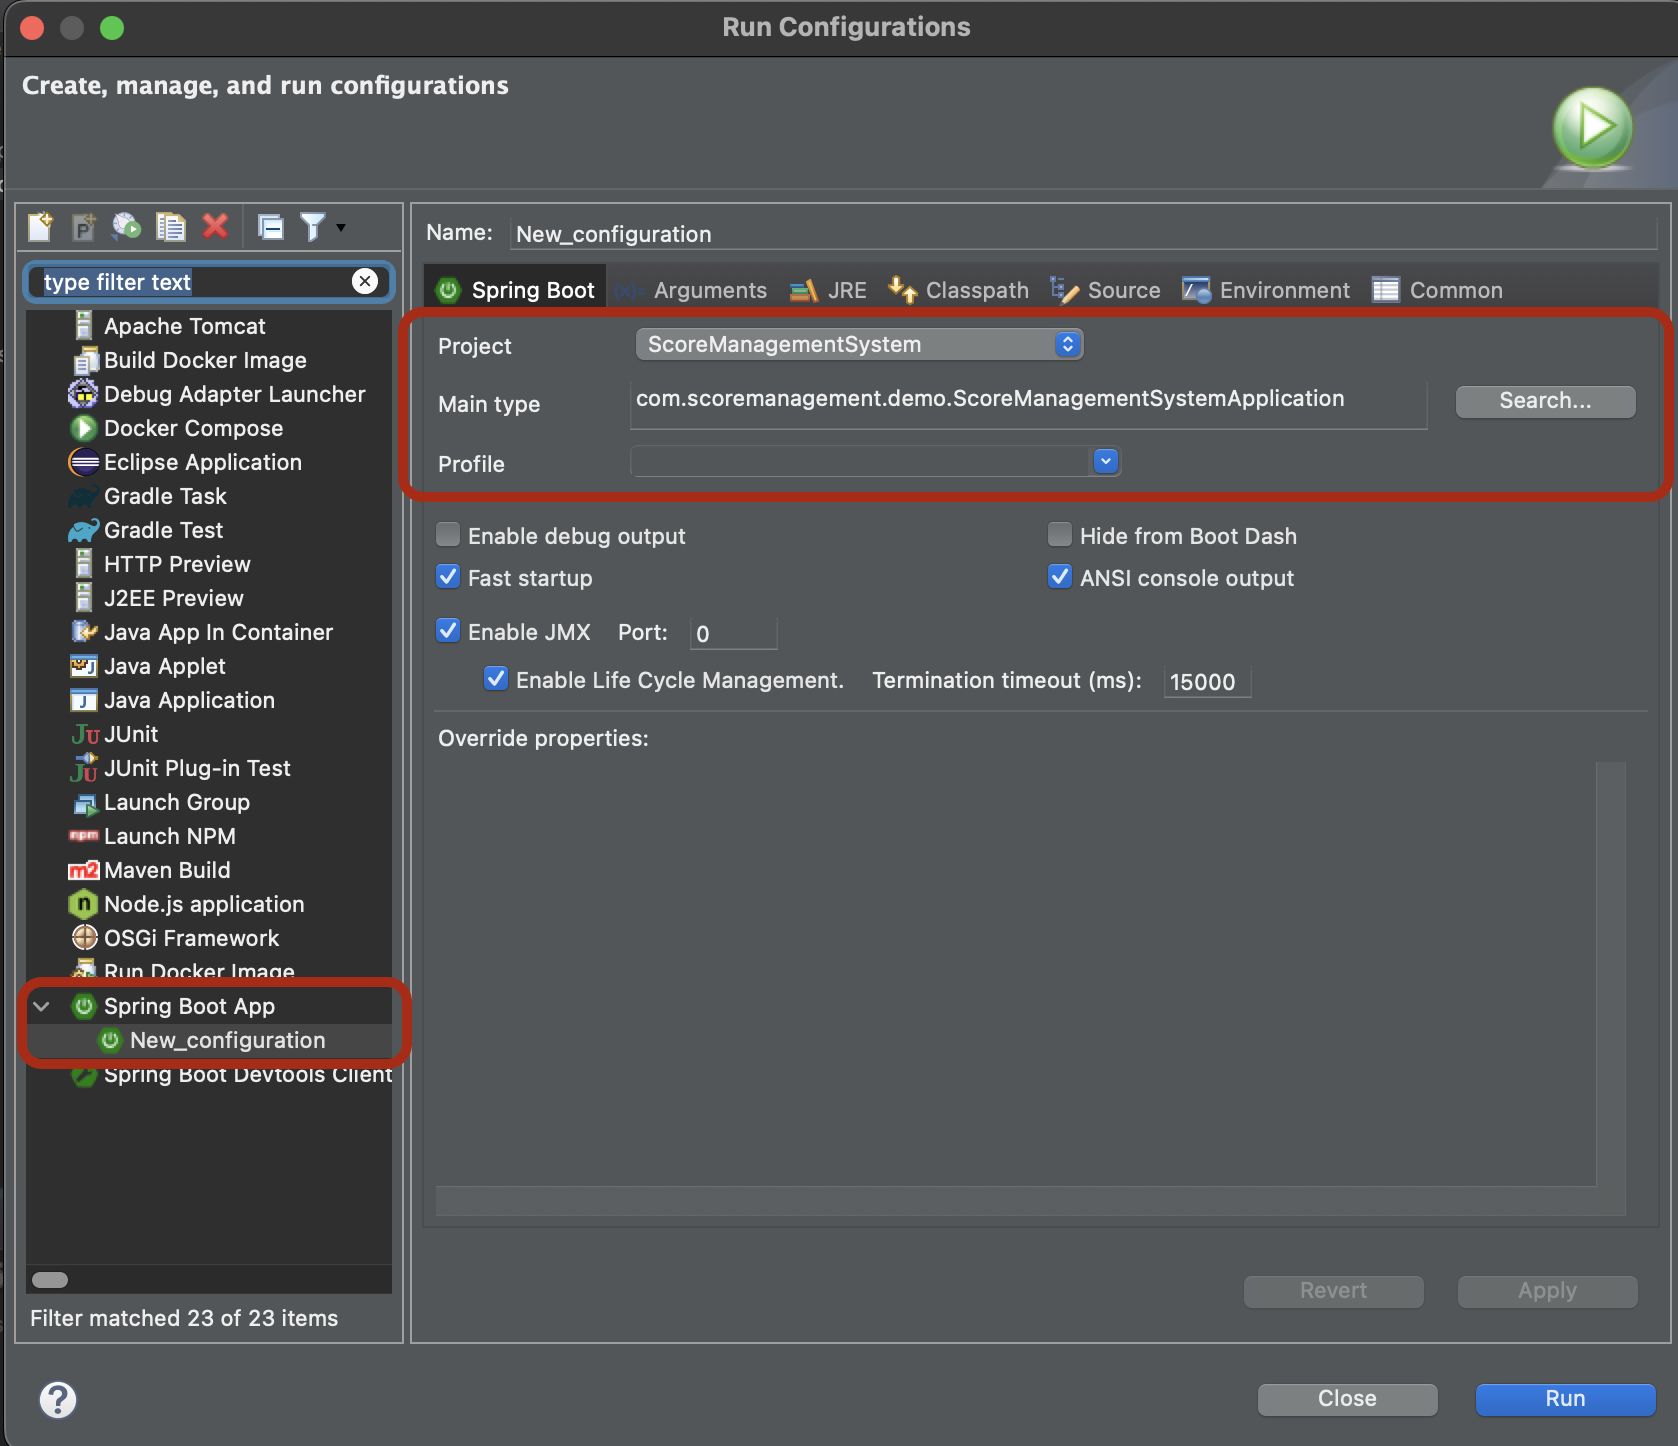 Run Configurations
Create, manage, and run configurations
type filter text
Apache Tomcat
Build Docker Image
Debug Adapter Launcher
Docker Compose
Eclipse Application
Gradle Task
Gradle Test
HTTP Preview
J2EE Preview
Java App In Container
Java Applet
Java Application
JUnit
JUnit Plug-in Test
Launch Group
Launch NPM
Maven Build
Node.js application
OSGi Framework
Run Docker Image
Spring Boot App
New_configuration
Spring Boot Devtools Client
Filter matched 23 of 23 items
Name: New_configuration
Spring Boot Arguments JRE Classpath Source Environment Common
Project ScoreManagementSystem
Main type com.scoremanagement.demo.ScoreManagementSystemApplication Search...
Profile
Enable debug output Hide from Boot Dash
Fast startup ANSI console output
Enable JMX Port: 0
Enable Life Cycle Management. Termination timeout (ms): 15000
Override properties:
Revert Apply
Close Run